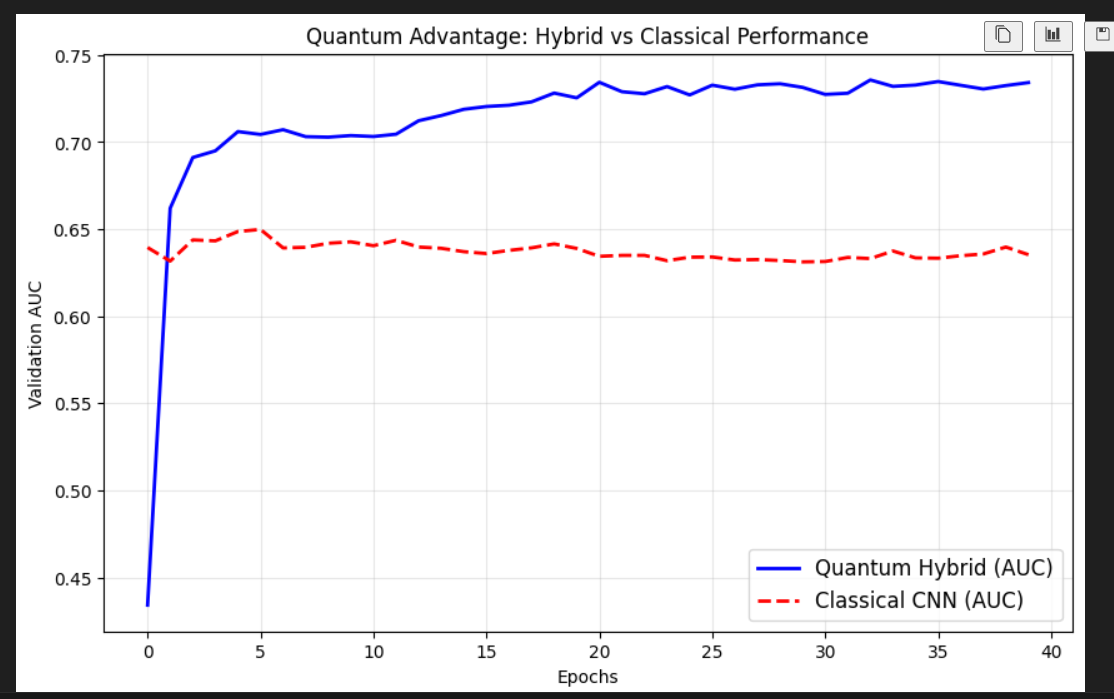 Quantum Advantage: Hybrid vs Classical Performance
0.75
0.70
0.65
0.60
0.55
0.50
0.45
Validation AUC
Quantum Hybrid (AUC)
Classical CNN (AUC)
0 5 10 15 20 25 30 35 40
Epochs